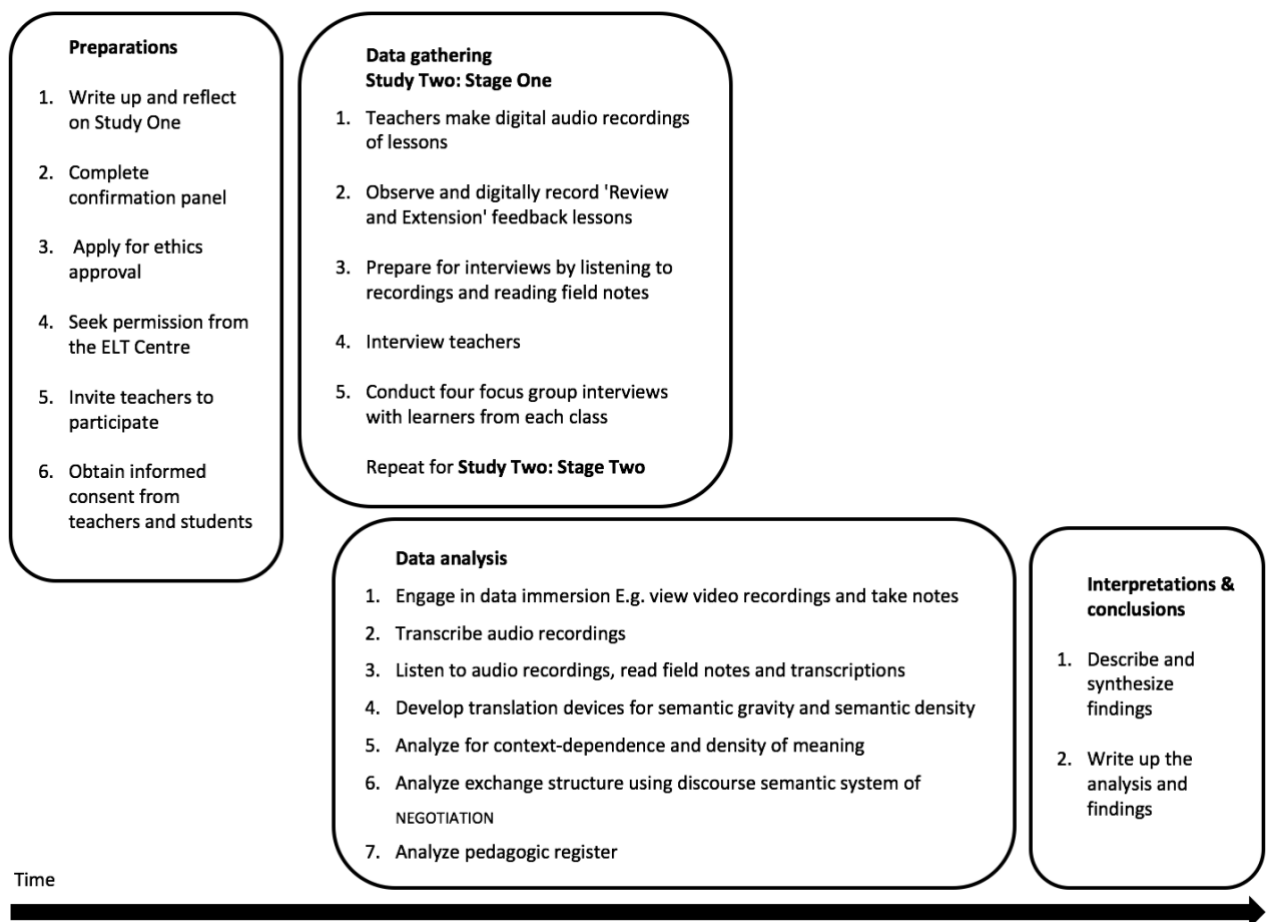 Preparations
1. Write up and reflect
on Study One
2. Complete
confirmation panel
3. Apply for ethics
approval
4. Seek permission from
the ELT Centre
5. Invite teachers to
participate
6. Obtain informed
consent from
teachers and students
Data gathering
Study Two: Stage One
1. Teachers make digital audio recordings
of lessons
2. Observe and digitally record 'Review
and Extension' feedback lessons
3. Prepare for interviews by listening to
recordings and reading field notes
4. Interview teachers
5. Conduct four focus group interviews
with learners from each class
Repeat for Study Two: Stage Two
Data analysis
1. Engage in data immersion E.g. view video recordings and take notes
2. Transcribe audio recordings
3. Listen to audio recordings, read field notes and transcriptions
4. Develop translation devices for semantic gravity and semantic density
5. Analyze for context-dependence and density of meaning
6. Analyze exchange structure using discourse semantic system of
NEGOTIATION
7. Analyze pedagogic register
Interpretations &
conclusions
1. Describe and
synthesize
findings
2. Write up the
analysis and
findings
Time